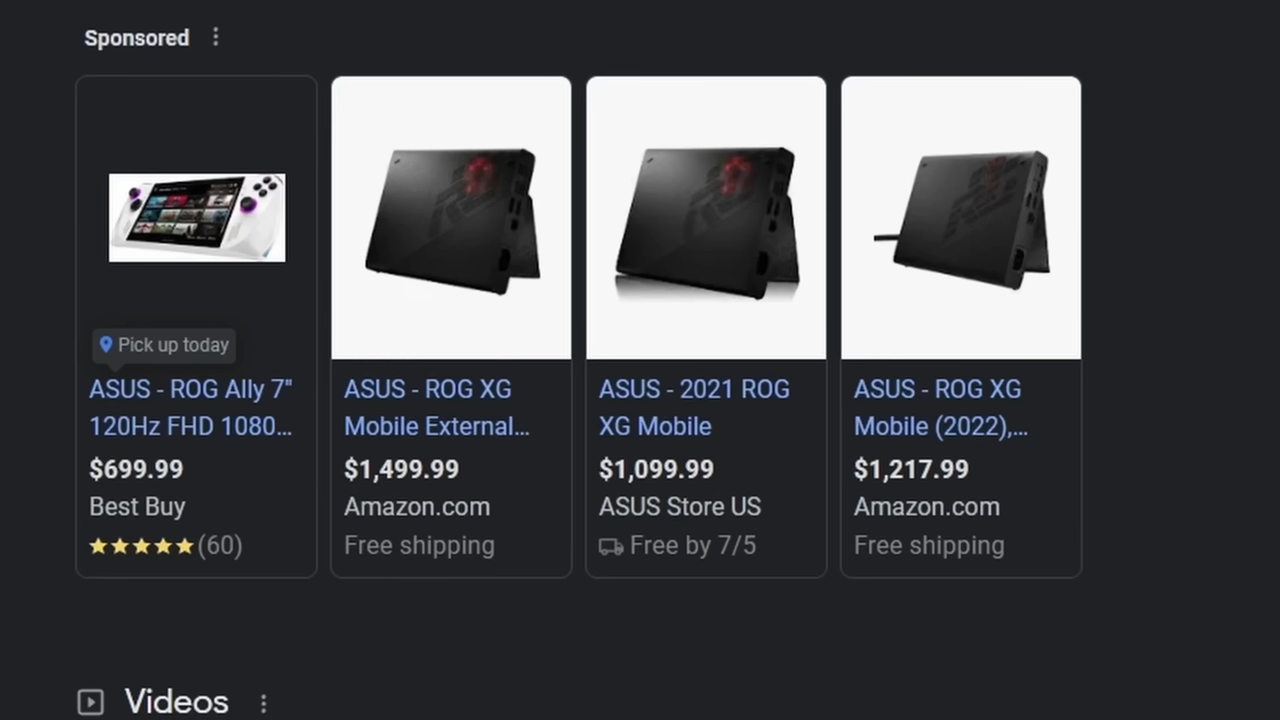 Sponsored
Pick up today
ASUS - ROG Ally 7"
120Hz FHD 1080...
$699.99
Best Buy
(60)
ASUS - ROG XG
Mobile External...
$1,499.99
Amazon.com
Free shipping
ASUS - 2021 ROG
XG Mobile
$1,099.99
ASUS Store US
Free by 7/5
ASUS - ROG XG
Mobile (2022),...
$1,217.99
Amazon.com
Free shipping
Videos